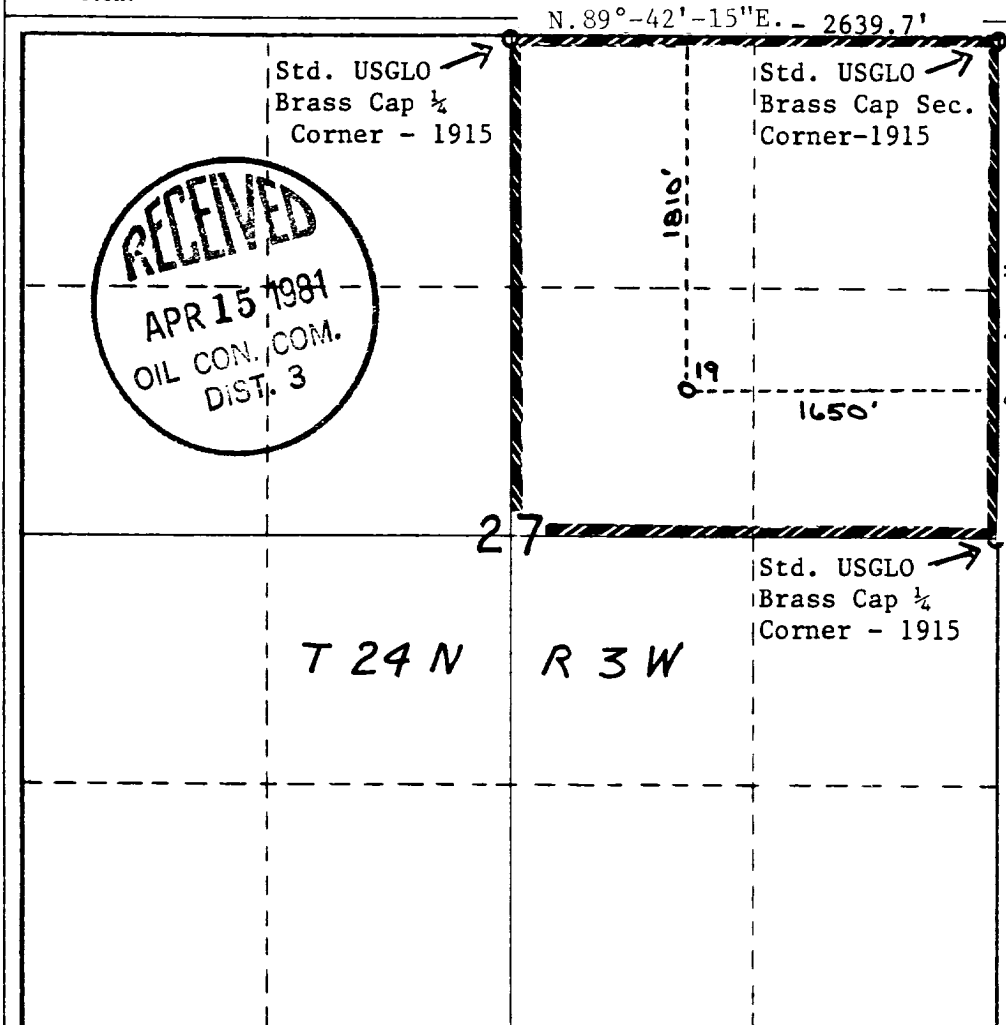 N.89°-42'-15"E. - 2639.7'
Std. USGLO
Brass Cap ¼
Corner - 1915
Std. USGLO
Brass Cap Sec.
Corner-1915
RECEIVED
APR 15 1981
OIL CON. COM.
DIST. 3
1810'
19
1650'
27
Std. USGLO
Brass Cap ¼
Corner - 1915
T 24 N R 3 W